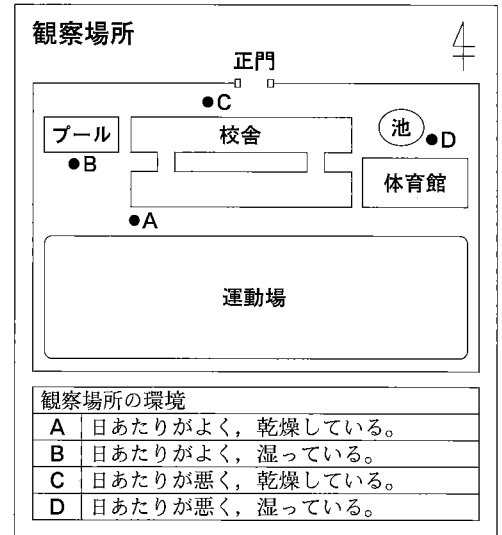 観察場所
正門
●C
プール
校舎
池
●D
●B
体育館
●A
運動場
観察場所の環境
A 日あたりがよく，乾燥している。
B 日あたりがよく，湿っている。
C 日あたりが悪く，乾燥している。
D 日あたりが悪く，湿っている。